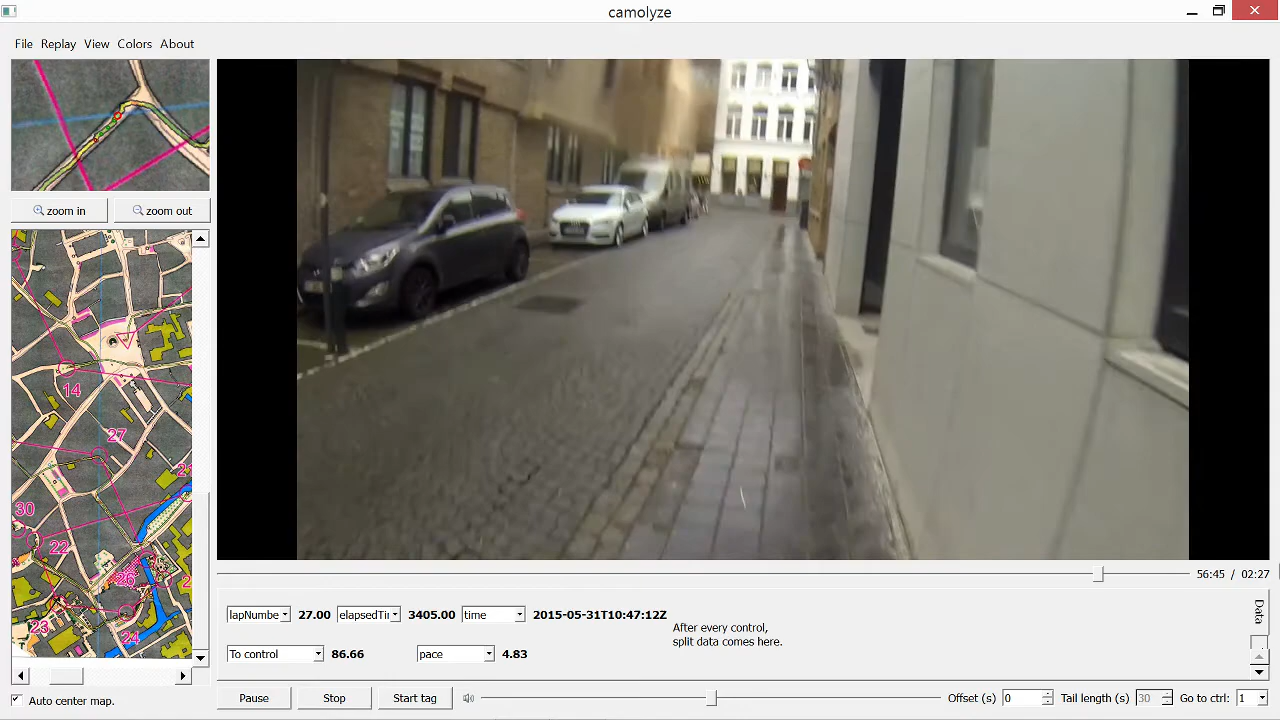 camolyze
File Replay View Colors About
zoom in zoom out
14
27
30
22
26
23
24
56:45 / 02:27
lapNumbe 27.00 elapsedTi 3405.00 time 2015-05-31T10:47:12Z
After every control,
split data comes here.
To control 86.66 pace 4.83
Data
Auto center map.
Pause Stop Start tag Offset (s) 0 Tail length (s) 30 Go to ctrl: 1